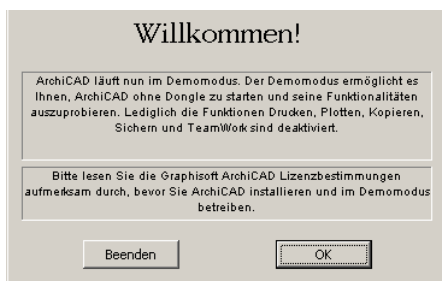 Willkommen!
ArchiCAD läuft nun im Demomodus. Der Demomodus ermöglicht es
Ihnen, ArchiCAD ohne Dongle zu starten und seine Funktionalitäten
auszuprobieren. Lediglich die Funktionen Drucken, Plotten, Kopieren,
Sichern und TeamWork sind deaktiviert.
Bitte lesen Sie die Graphisoft ArchiCAD Lizenzbestimmungen
aufmerksam durch, bevor Sie ArchiCAD installieren und im Demomodus
betreiben.
Beenden
OK